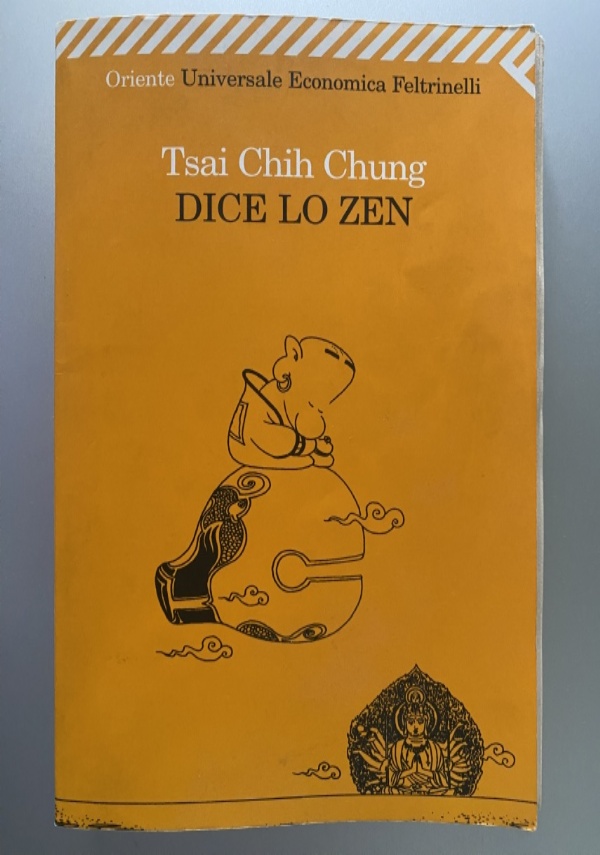 Oriente Universale Economica Feltrinelli
Tsai Chih Chung
DICE LO ZEN